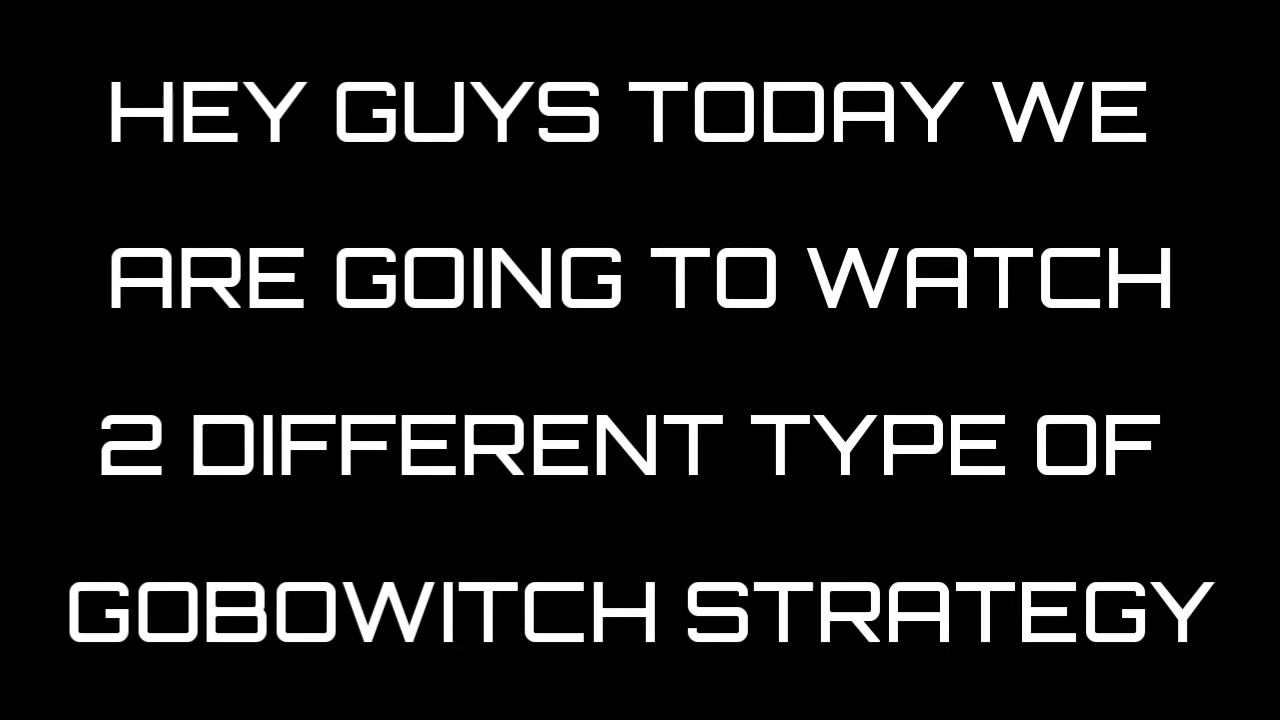 HEY GUYS TODAY WE
ARE GOING TO WATCH
2 DIFFERENT TYPE OF
GOBOWITCH STRATEGY